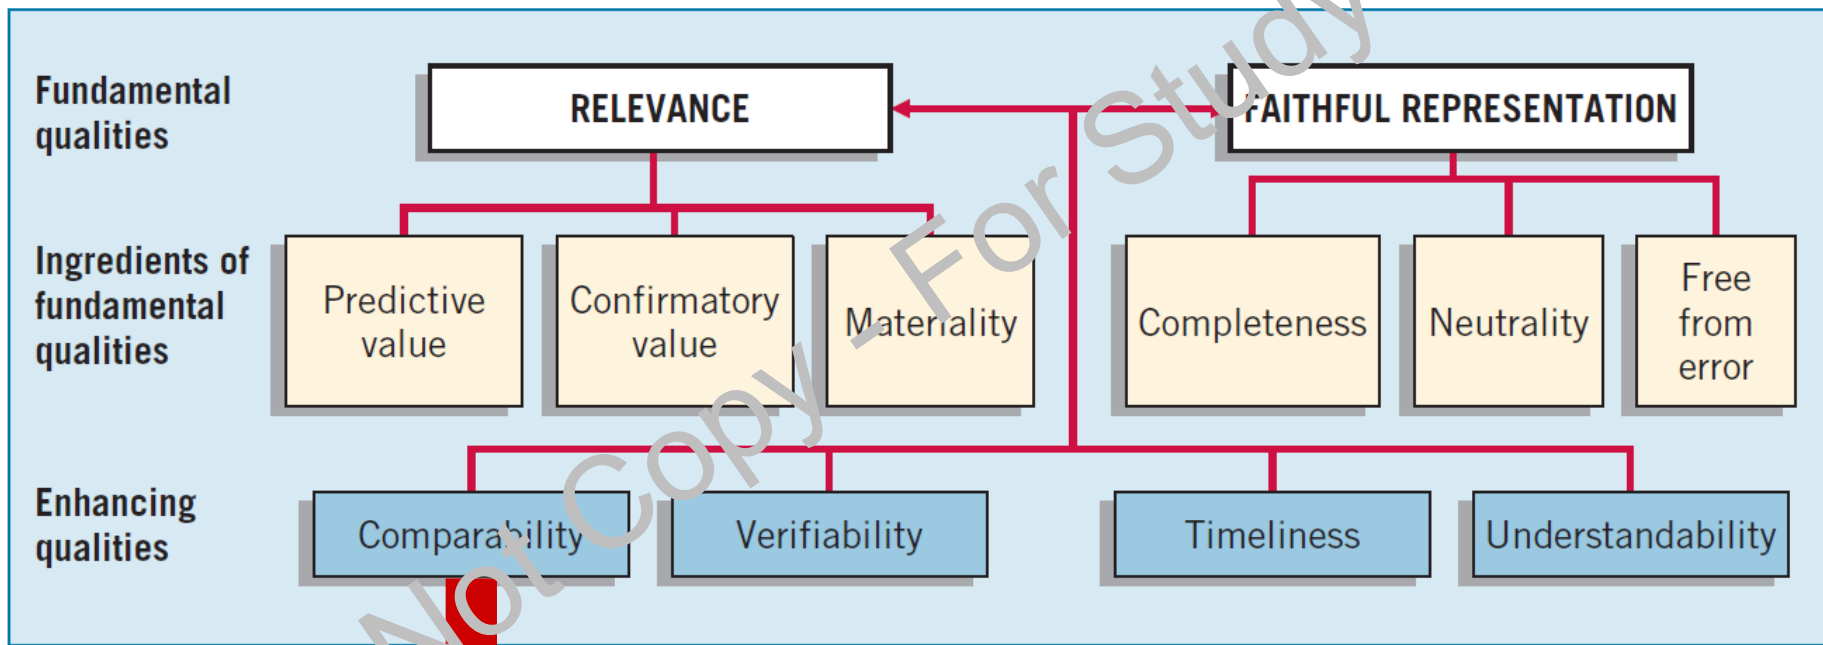 Fundamental
qualities
RELEVANCE
FAITHFUL REPRESENTATION
Ingredients of
fundamental
qualities
Predictive
value
Confirmatory
value
Materiality
Completeness
Neutrality
Free
from
error
Enhancing
qualities
Comparability
Verifiability
Timeliness
Understandability
Not Copy - For Study